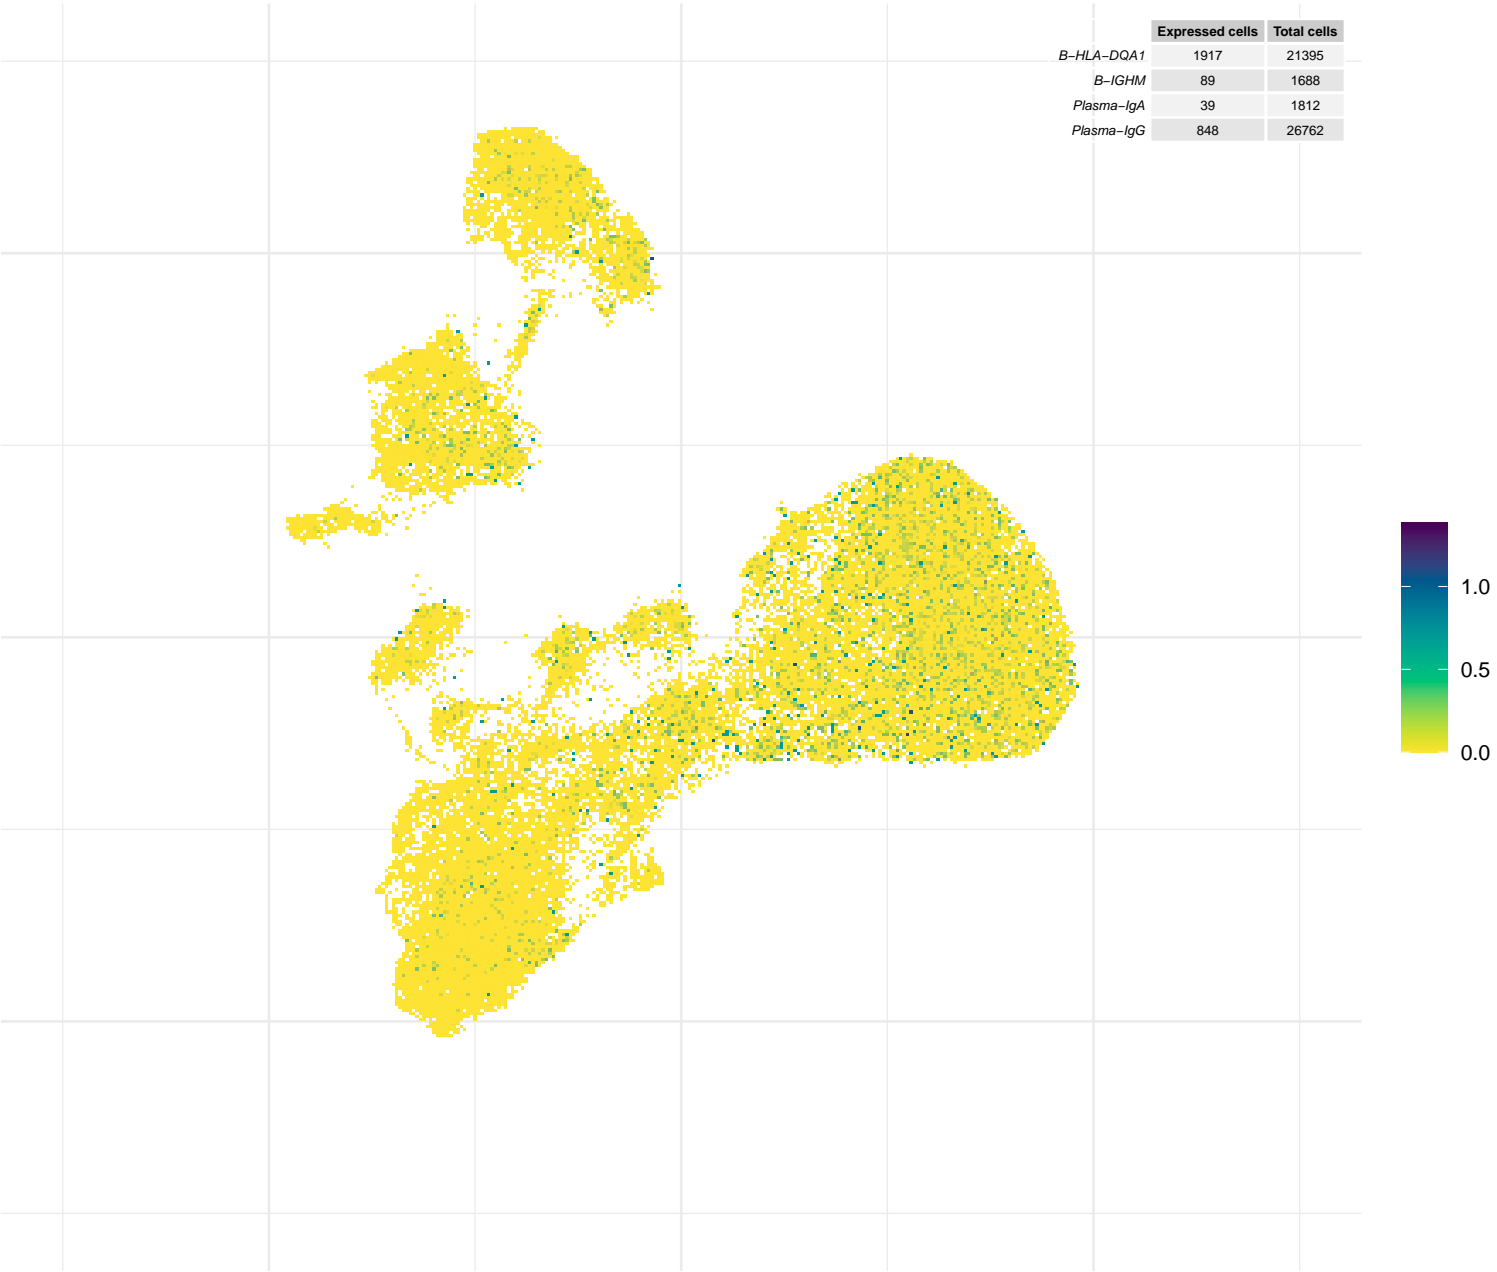 Expressed cells Total cells
B−HLA−DQA1 1917 21395
B−IGHM 89 1688
Plasma−IgA 39 1812
Plasma−IgG 848 26762
1.0
0.5
0.0